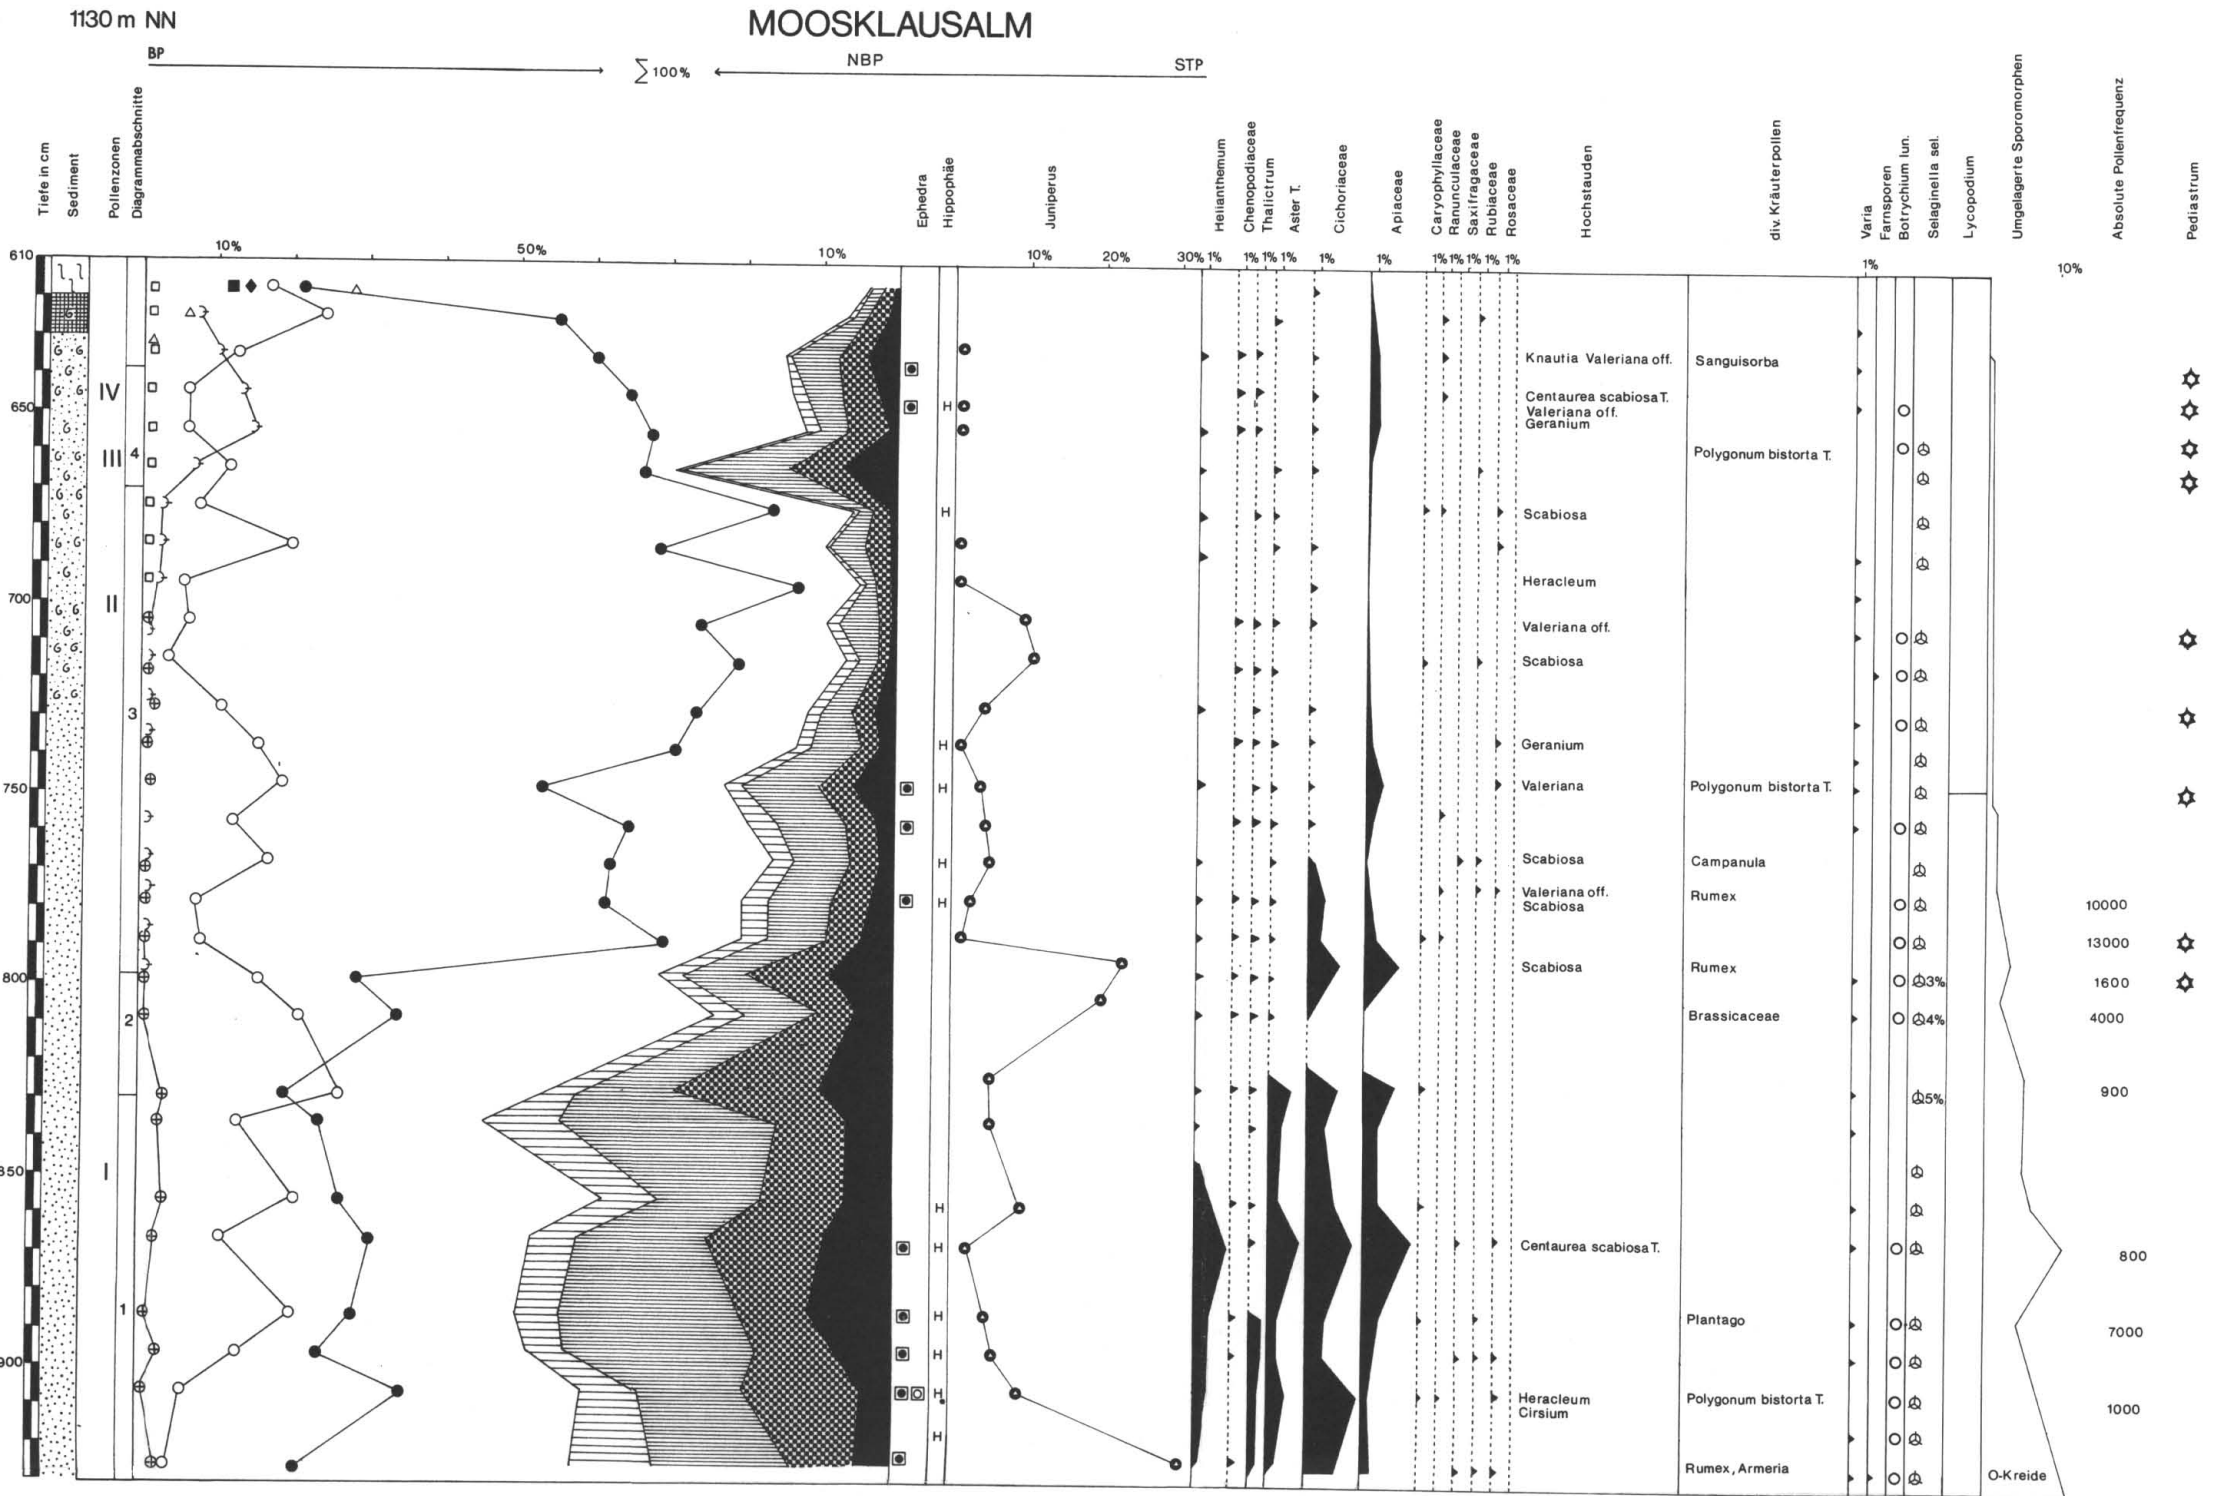 1130 m NN
MOOSKLAUSALM
BP
∑ 100%
NBP
STP
Tiefe in cm
Sediment
Pollenzonen
Diagrammabschnitte
Ephedra
Hippophäe
Juniperus
Helianthemum
Chenopodiaceae
Thalictrum
Aster T.
Cichoriaceae
Apiaceae
Caryophyllaceae
Ranunculaceae
Saxifragaceae
Rubiaceae
Rosaceae
Hochstauden
div. Kräuterpollen
Varia
Farnsporen
Botrychium lun.
Selaginella sel.
Lycopodium
Umgelagerte Sporomorphen
Absolute Pollenfrequenz
Pediastrum
10% 50% 10% 10% 20% 30% 1% 1% 1% 1% 1% 1% 1% 1% 1% 1% 1% 1% 10%
610
Knautia Valeriana off. Sanguisorba
IV
Centaurea scabiosa T.
650 H
Valeriana off.
Geranium
III 4
Polygonum bistorta T.
H Scabiosa
Heracleum
700 II
Valeriana off.
Scabiosa
3
H Geranium
750 H Valeriana Polygonum bistorta T.
H Scabiosa Campanula
Valeriana off. Rumex
H Scabiosa 10000
13000
Scabiosa Rumex
800 3% 1600
2 Brassicaceae 4% 4000
5% 900
850 I
H
H Centaurea scabiosa T. 800
1 H Plantago 7000
900 H
H Heracleum Polygonum bistorta T. 1000
Cirsium
H
Rumex, Armeria O-Kreide